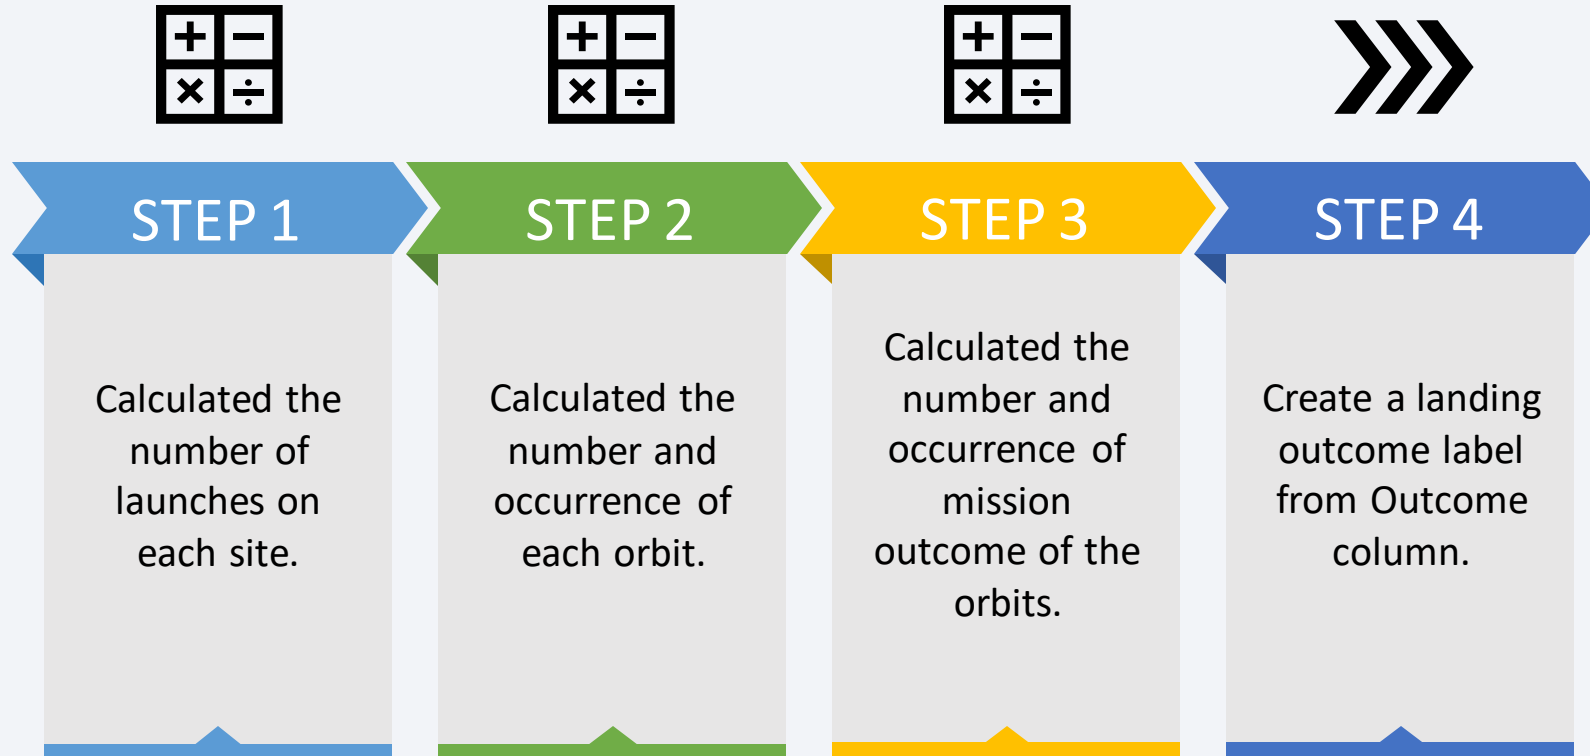 STEP 1
Calculated the
number of
launches on
each site.
STEP 2
Calculated the
number and
occurrence of
each orbit.
STEP 3
Calculated the
number and
occurrence of
mission
outcome of the
orbits.
STEP 4
Create a landing
outcome label
from Outcome
column.